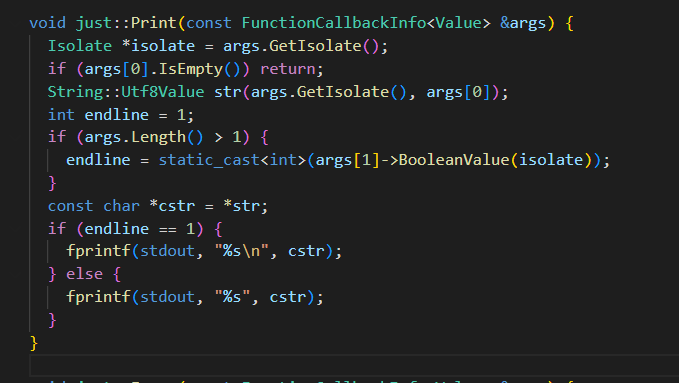 void just::Print(const FunctionCallbackInfo<Value> &args) {
  Isolate *isolate = args.GetIsolate();
  if (args[0].IsEmpty()) return;
  String::Utf8Value str(args.GetIsolate(), args[0]);
  int endline = 1;
  if (args.Length() > 1) {
    endline = static_cast<int>(args[1]->BooleanValue(isolate));
  }
  const char *cstr = *str;
  if (endline == 1) {
    fprintf(stdout, "%s\n", cstr);
  } else {
    fprintf(stdout, "%s", cstr);
  }
}